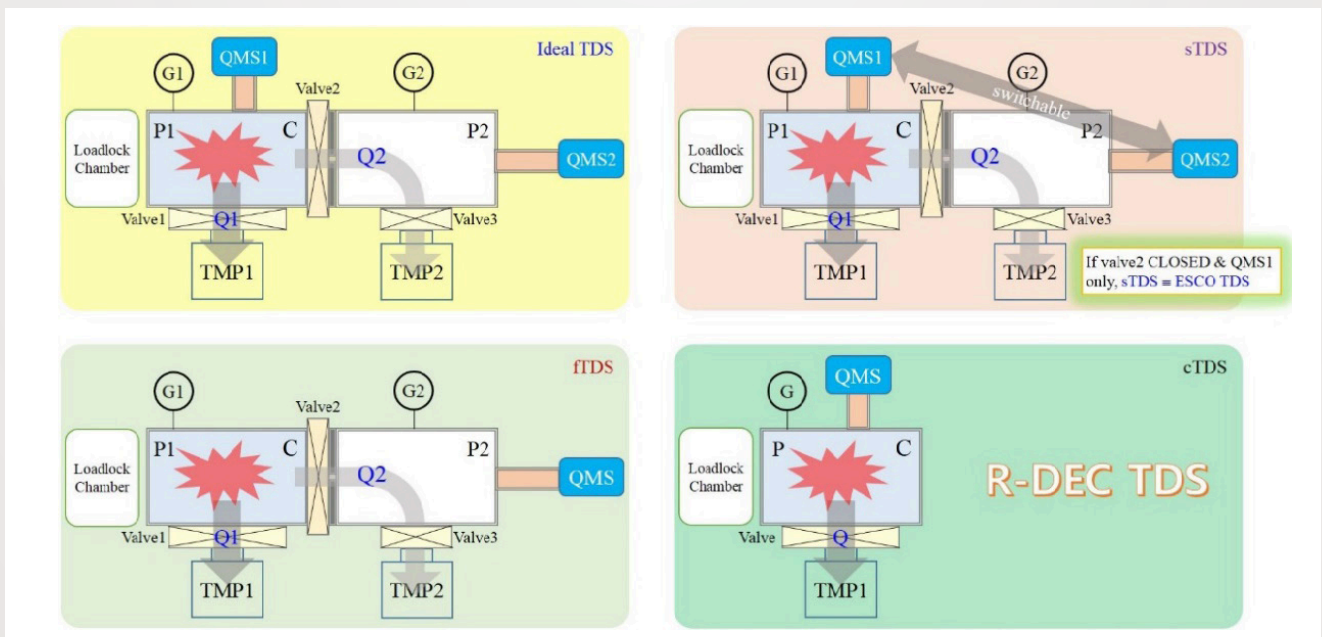 Ideal TDS
QMS1
G1
G2
Valve2
P1
C
P2
Loadlock
Chamber
Q2
QMS2
Valve1
Q1
Valve3
TMP1
TMP2
sTDS
QMS1
G1
G2
Valve2
switchable
P1
C
P2
Loadlock
Chamber
Q2
QMS2
Valve1
Q1
Valve3
TMP1
TMP2
If valve2 CLOSED & QMS1
only, sTDS = ESCO TDS
fTDS
G1
G2
Valve2
P1
C
P2
Loadlock
Chamber
Q2
QMS
Valve1
Q1
Valve3
TMP1
TMP2
cTDS
QMS
G
P
C
Loadlock
Chamber
R-DEC TDS
Valve
Q
TMP1